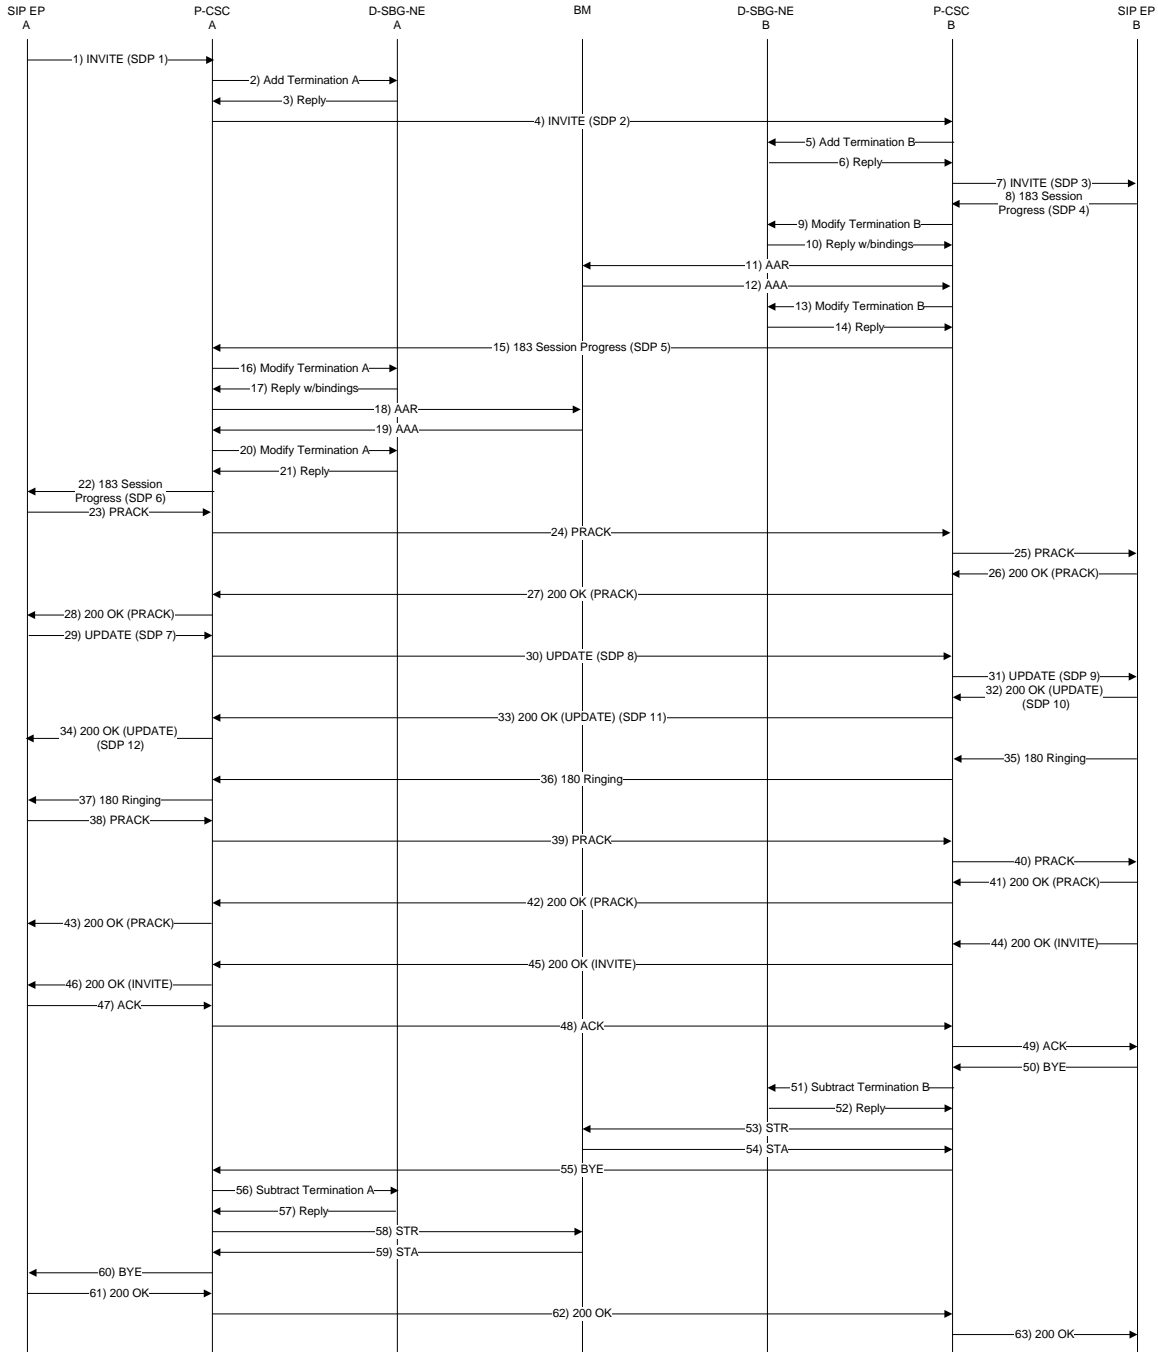 SIP EP
A
P-CSC
A
D-SBG-NE
A
BM
D-SBG-NE
B
P-CSC
B
SIP EP
B
1) INVITE (SDP 1)
2) Add Termination A
3) Reply
4) INVITE (SDP 2)
5) Add Termination B
6) Reply
7) INVITE (SDP 3)
8) 183 Session
Progress (SDP 4)
9) Modify Termination B
10) Reply w/bindings
11) AAR
12) AAA
13) Modify Termination B
14) Reply
15) 183 Session Progress (SDP 5)
16) Modify Termination A
17) Reply w/bindings
18) AAR
19) AAA
20) Modify Termination A
21) Reply
22) 183 Session
Progress (SDP 6)
23) PRACK
24) PRACK
25) PRACK
26) 200 OK (PRACK)
27) 200 OK (PRACK)
28) 200 OK (PRACK)
29) UPDATE (SDP 7)
30) UPDATE (SDP 8)
31) UPDATE (SDP 9)
32) 200 OK (UPDATE)
(SDP 10)
33) 200 OK (UPDATE) (SDP 11)
34) 200 OK (UPDATE)
(SDP 12)
35) 180 Ringing
36) 180 Ringing
37) 180 Ringing
38) PRACK
39) PRACK
40) PRACK
41) 200 OK (PRACK)
42) 200 OK (PRACK)
43) 200 OK (PRACK)
44) 200 OK (INVITE)
45) 200 OK (INVITE)
46) 200 OK (INVITE)
47) ACK
48) ACK
49) ACK
50) BYE
51) Subtract Termination B
52) Reply
53) STR
54) STA
55) BYE
56) Subtract Termination A
57) Reply
58) STR
59) STA
60) BYE
61) 200 OK
62) 200 OK
63) 200 OK